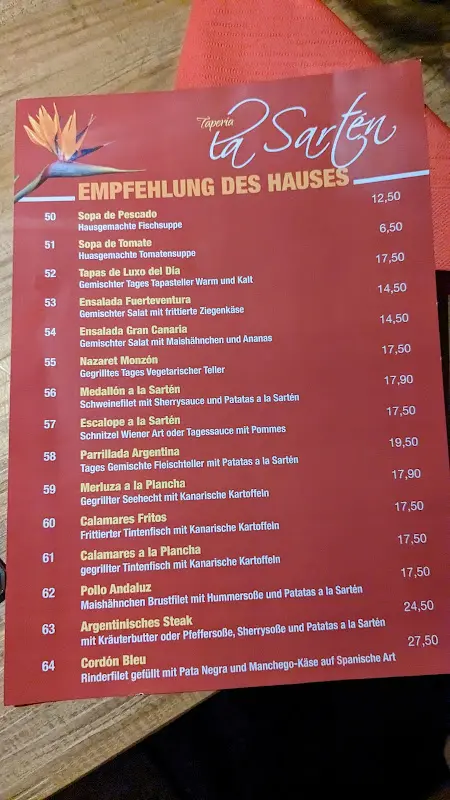 Taperia
La Sartén
EMPFEHLUNG DES HAUSES
50 Sopa de Pescado 12,50
Hausgemachte Fischsuppe
51 Sopa de Tomate 6,50
Huasgemachte Tomatensuppe
52 Tapas de Luxo del Dia 17,50
Gemischter Tages Tapasteller Warm und Kalt
53 Ensalada Fuerteventura 14,50
Gemischter Salat mit frittierte Ziegenkäse
54 Ensalada Gran Canaria 14,50
Gemischter Salat mit Maishähnchen und Ananas
55 Nazaret Monzón 17,50
Gegrilltes Tages Vegetarischer Teller
56 Medallón a la Sartén 17,90
Schweinefilet mit Sherrysauce und Patatas a la Sartén
57 Escalope a la Sartén 17,50
Schnitzel Wiener Art oder Tagessauce mit Pommes
58 Parrillada Argentina 19,50
Tages Gemischte Fleischteller mit Patatas a la Sartén
59 Merluza a la Plancha 17,90
Gegrillter Seehecht mit Kanarische Kartoffeln
60 Calamares Fritos 17,50
Frittierter Tintenfisch mit Kanarische Kartoffeln
61 Calamares a la Plancha 17,50
gegrillter Tintenfisch mit Kanarische Kartoffeln
62 Pollo Andaluz 17,50
Maishähnchen Brustfilet mit Hummersoße und Patatas a la Sartén
63 Argentinisches Steak 24,50
mit Kräuterbutter oder Pfeffersoße, Sherrysoße und Patatas a la Sartén
64 Cordón Bleu 27,50
Rinderfilet gefüllt mit Pata Negra und Manchego-Käse auf Spanische Art